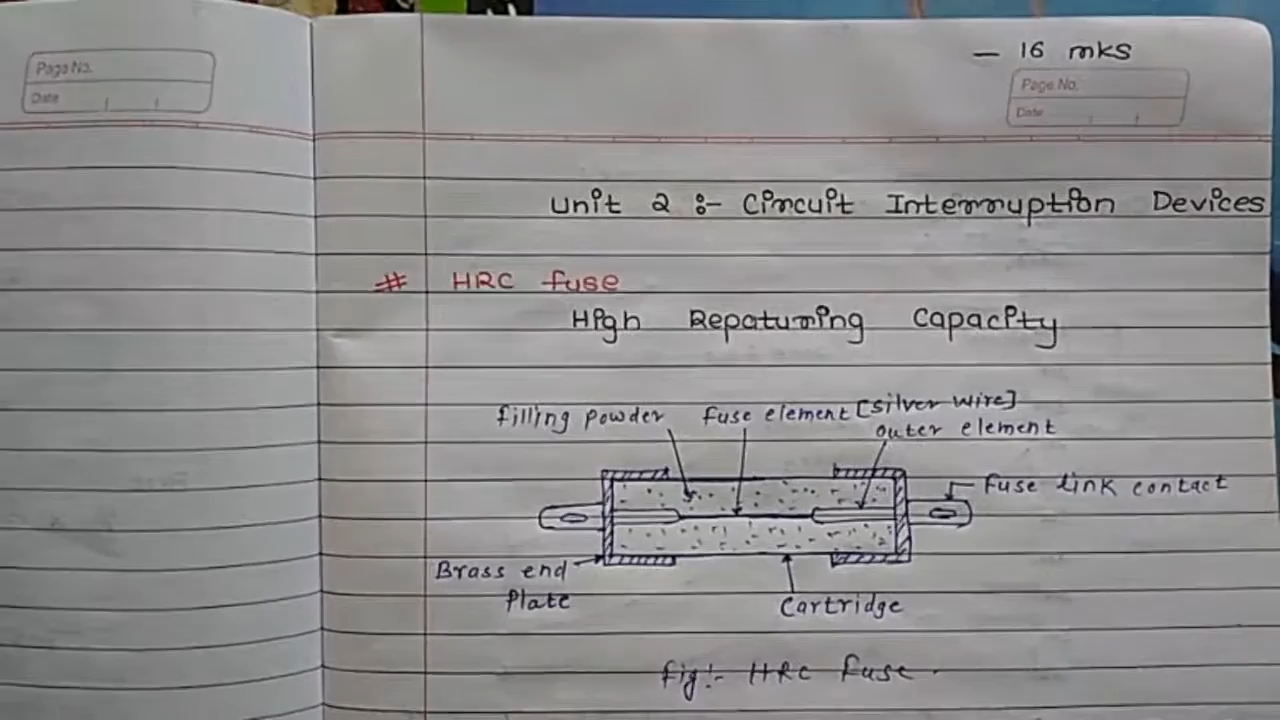 Page No.
Date
— 16 mks
Page No.
Date
Unit 2 :- Circuit Interruption Devices
# HRC fuse
High Repaturing Capacity
filling powder fuse element [silver wire]
outer element
fuse link contact
Brass end
Plate
Cartridge
fig:- HRC fuse.